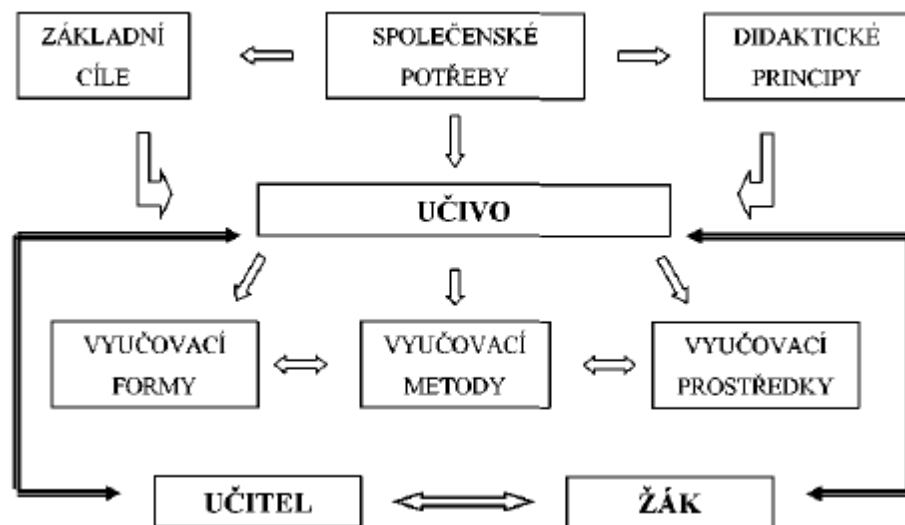 ZÁKLADNÍ
CÍLE
SPOLEČENSKÉ
POTŘEBY
DIDAKTICKÉ
PRINCIPY
UČIVO
VYUČOVACÍ
FORMY
VYUČOVACÍ
METODY
VYUČOVACÍ
PROSTŘEDKY
UČITEL
ŽÁK